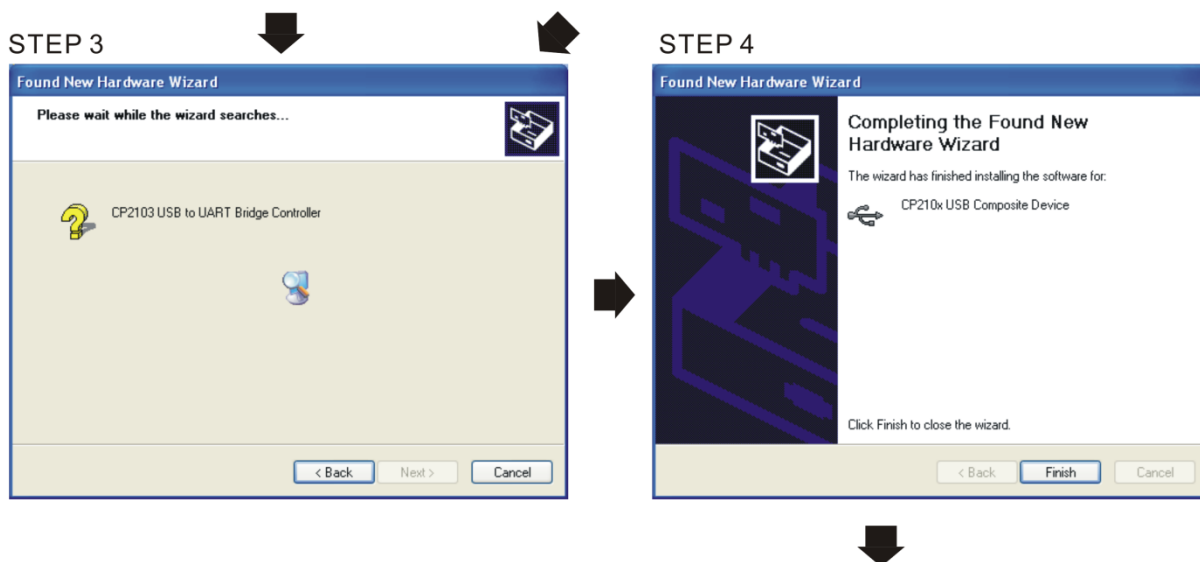 STEP 3
Found New Hardware Wizard
Please wait while the wizard searches...
CP2103 USB to UART Bridge Controller
< Back
Next >
Cancel
STEP 4
Found New Hardware Wizard
Completing the Found New
Hardware Wizard
The wizard has finished installing the software for:
CP210x USB Composite Device
Click Finish to close the wizard.
< Back
Finish
Cancel